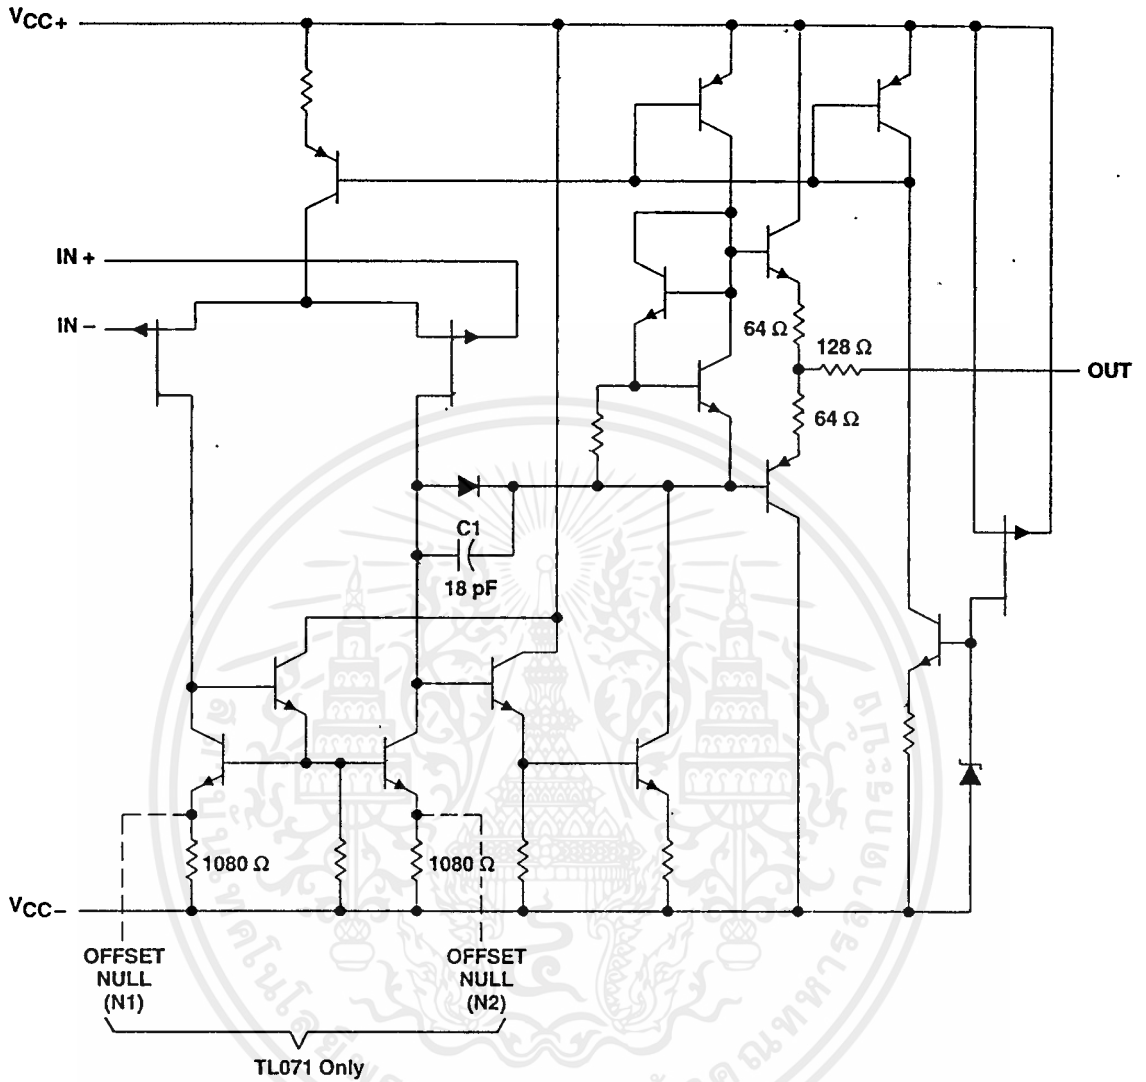 VCC+
IN +
IN −
64 Ω
128 Ω
OUT
64 Ω
C1
18 pF
1080 Ω
1080 Ω
VCC−
OFFSET
NULL
(N1)
OFFSET
NULL
(N2)
TL071 Only